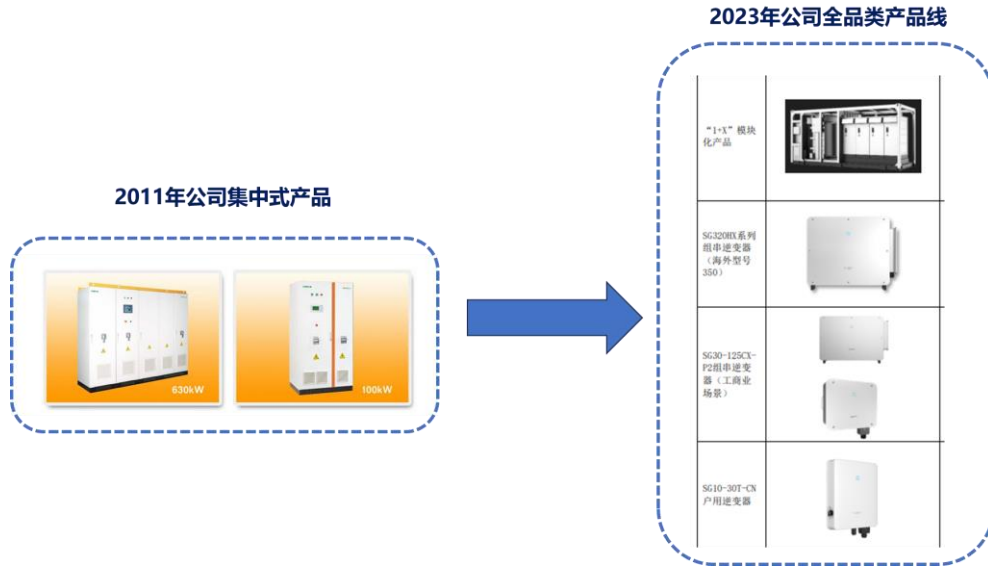 2023年公司全品类产品线
“1+X”模块
化产品
2011年公司集中式产品
SG320HX系列
组串逆变器
（海外型号
350）
630kW
100kW
SG30-125CX-
P2组串逆变
器（工商业
场景）
SG10-30T-CN
户用逆变器